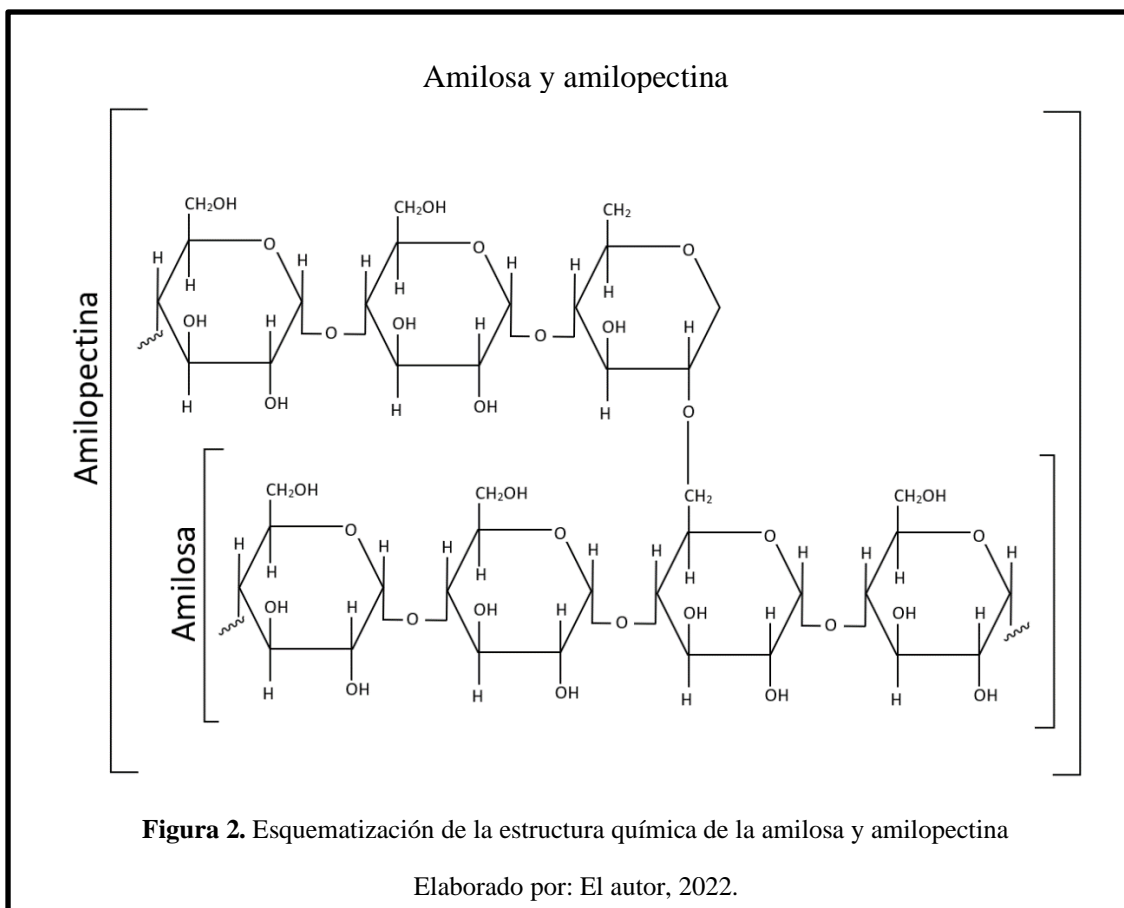 Amilosa y amilopectina
Amilopectina
CH₂OH CH₂OH CH₂
O O O
H H H H H
H H H
OH H OH H OH H
O O
H OH H OH H O
Amilosa
CH₂OH CH₂OH CH₂ CH₂OH
O O O O
H H H H H H H H
H H H H
OH H OH H OH H OH H
O O O
H OH H OH H OH H OH
Figura 2. Esquematización de la estructura química de la amilosa y amilopectina
Elaborado por: El autor, 2022.